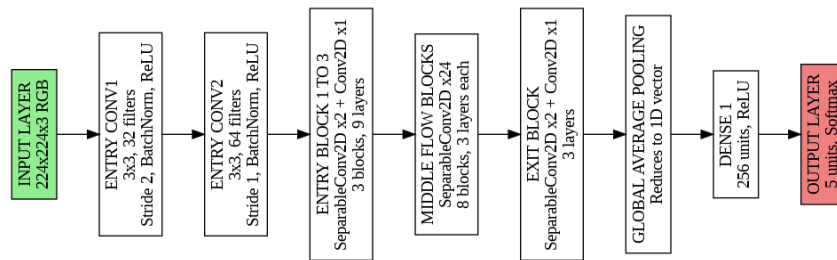 INPUT LAYER
224x224x3 RGB
ENTRY CONV1
3x3, 32 filters
Stride 2, BatchNorm, ReLU
ENTRY CONV2
3x3, 64 filters
Stride 1, BatchNorm, ReLU
ENTRY BLOCK 1 TO 3
SeparableConv2D x2 + Conv2D x1
3 blocks, 9 layers
MIDDLE FLOW BLOCKS
SeparableConv2D x24
8 blocks, 3 layers each
EXIT BLOCK
SeparableConv2D x2 + Conv2D x1
3 layers
GLOBAL AVERAGE POOLING
Reduces to 1D vector
DENSE 1
256 units, ReLU
OUTPUT LAYER
5 units, Softmax